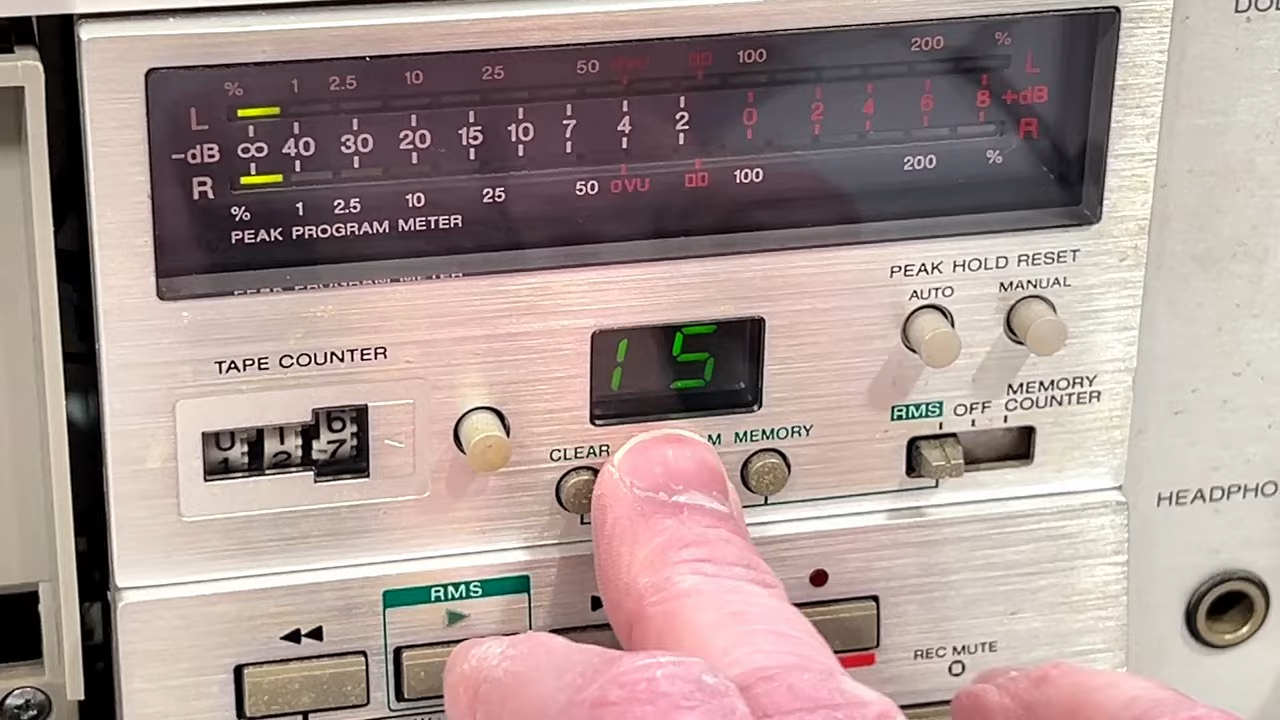 % 1 2.5 10 25 50 100 200 %
L L
-dB ∞ 40 30 20 15 10 7 4 2 0 2 4 6 8 +dB
R R
% 1 2.5 10 25 50 0VU 100 200 %
PEAK PROGRAM METER
PEAK HOLD RESET
AUTO MANUAL
TAPE COUNTER
1 5
RMS OFF MEMORY
COUNTER
CLEAR M MEMORY
RMS
HEADPHO
REC MUTE